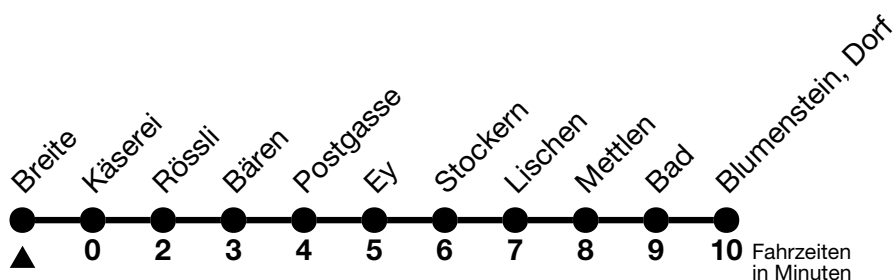 Breite
Käserei
Rössli
Bären
Postgasse
Ey
Stockern
Lischen
Mettlen
Bad
Blumenstein, Dorf
0 2 3 4 5 6 7 8 9 10 Fahrzeiten
in Minuten